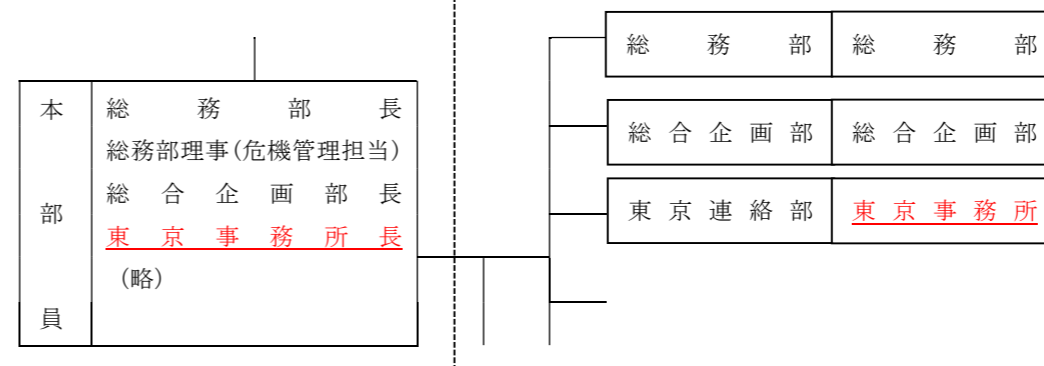 本部員
総務部長
総務部理事(危機管理担当)
総合企画部長
東京事務所長
(略)
総務部 総務部
総合企画部 総合企画部
東京連絡部 東京事務所